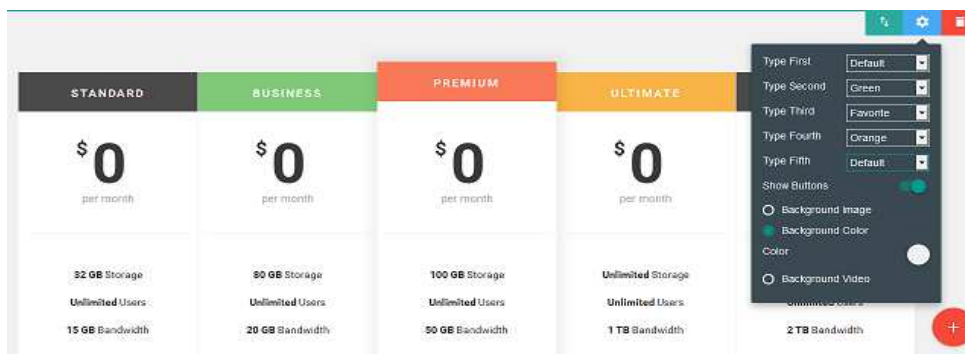 STANDARD
BUSINESS
PREMIUM
ULTIMATE
$0
per month
$0
per month
$0
per month
$0
per month
32 GB Storage
Unlimited Users
15 GB Bandwidth
80 GB Storage
Unlimited Users
20 GB Bandwidth
100 GB Storage
Unlimited Users
50 GB Bandwidth
Unlimited Storage
Unlimited Users
1 TB Bandwidth
2 TB Bandwidth
Type First Default
Type Second Green
Type Third Favorite
Type Fourth Orange
Type Fifth Default
Show Buttons
Background Image
Background Color
Color
Background Video